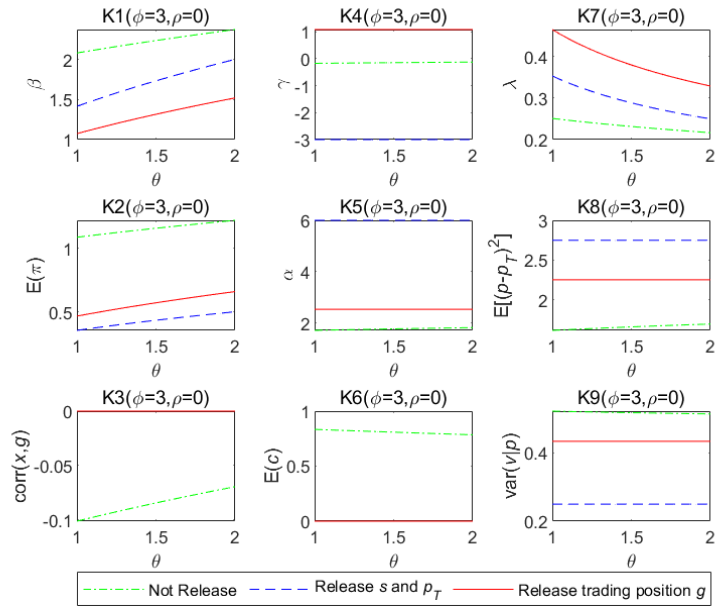 K1(ϕ=3,ρ=0)
2
1.5
1
β
1 1.5 2
θ
K4(ϕ=3,ρ=0)
1
0
-1
-2
-3
γ
1 1.5 2
θ
K7(ϕ=3,ρ=0)
0.4
0.3
0.2
λ
1 1.5 2
θ
K2(ϕ=3,ρ=0)
1
0.5
E(π)
1 1.5 2
θ
K5(ϕ=3,ρ=0)
6
4
2
α
1 1.5 2
θ
K8(ϕ=3,ρ=0)
3
2.5
2
E[(p-p_T)^2]
1 1.5 2
θ
K3(ϕ=3,ρ=0)
0
-0.05
-0.1
corr(x,g)
1 1.5 2
θ
K6(ϕ=3,ρ=0)
1
0.5
0
E(c)
1 1.5 2
θ
K9(ϕ=3,ρ=0)
0.4
0.2
var(v|p)
1 1.5 2
θ
Not Release Release s and p_T Release trading position g